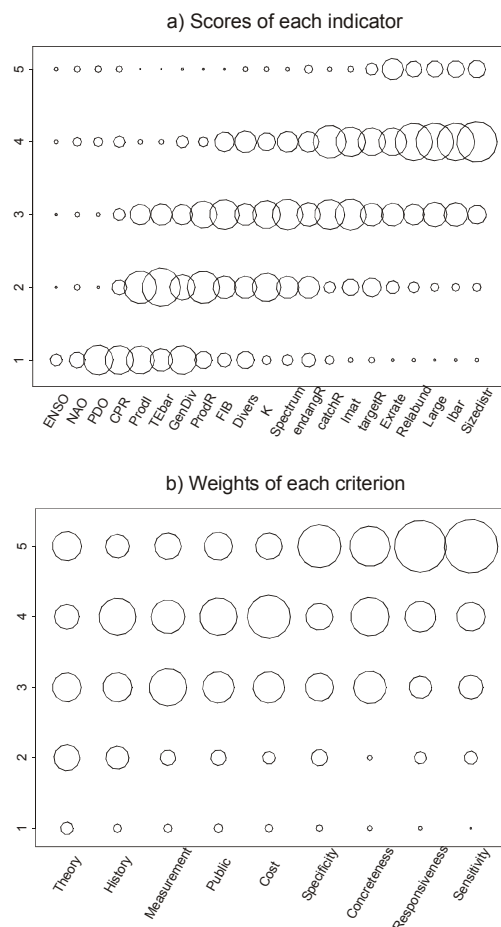 a) Scores of each indicator
5
4
3
2
1
ENSO
NAO
PDO
CPR
ProdI
TEbar
GenDiv
ProdR
FIB
Divers
K
Spectrum
endangR
catchR
lmat
targetR
Exrate
Relabund
Large
lbar
Sizedistr
b) Weights of each criterion
5
4
3
2
1
Theory
History
Measurement
Public
Cost
Specificity
Concreteness
Responsiveness
Sensitivity